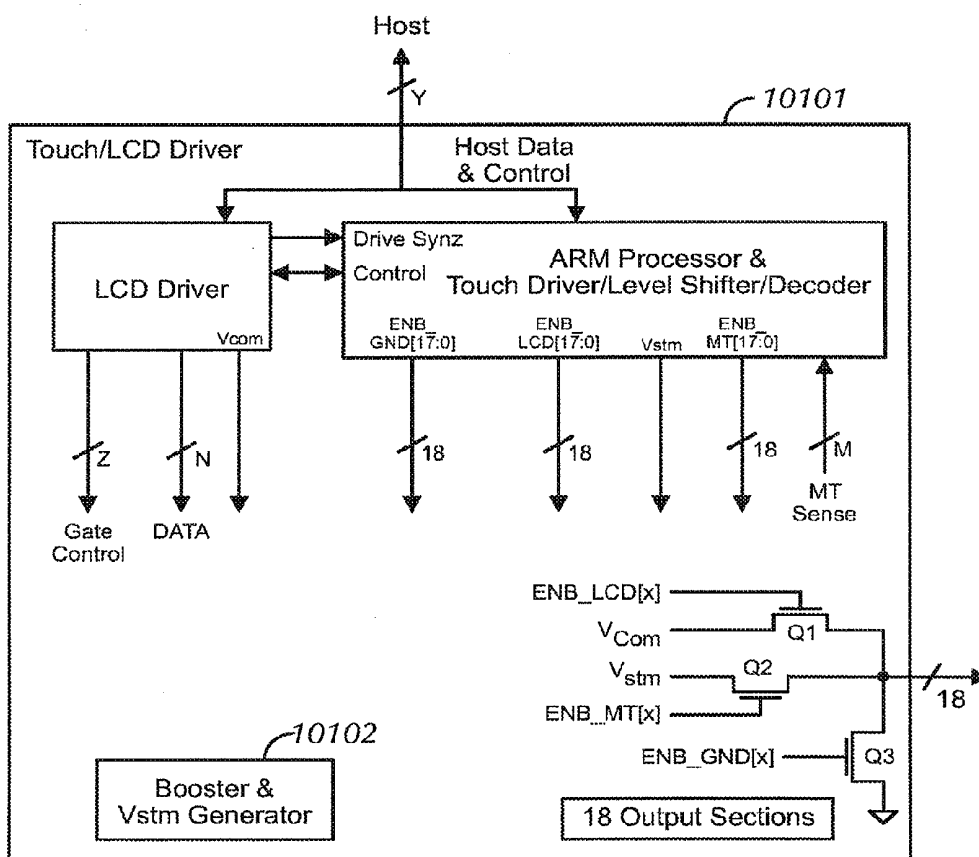 Host
Y
10101
Touch/LCD Driver
Host Data
& Control
LCD Driver
Vcom
Drive Synz
Control
ARM Processor &
Touch Driver/Level Shifter/Decoder
ENB_
GND[17:0]
ENB_
LCD[17:0]
Vstm
ENB_
MT[17:0]
Z
N
18
18
18
M
Gate
Control
DATA
MT
Sense
ENB_LCD[x]
VCom
Q1
Vstm
Q2
18
ENB_MT[x]
ENB_GND[x]
Q3
10102
Booster &
Vstm Generator
18 Output Sections